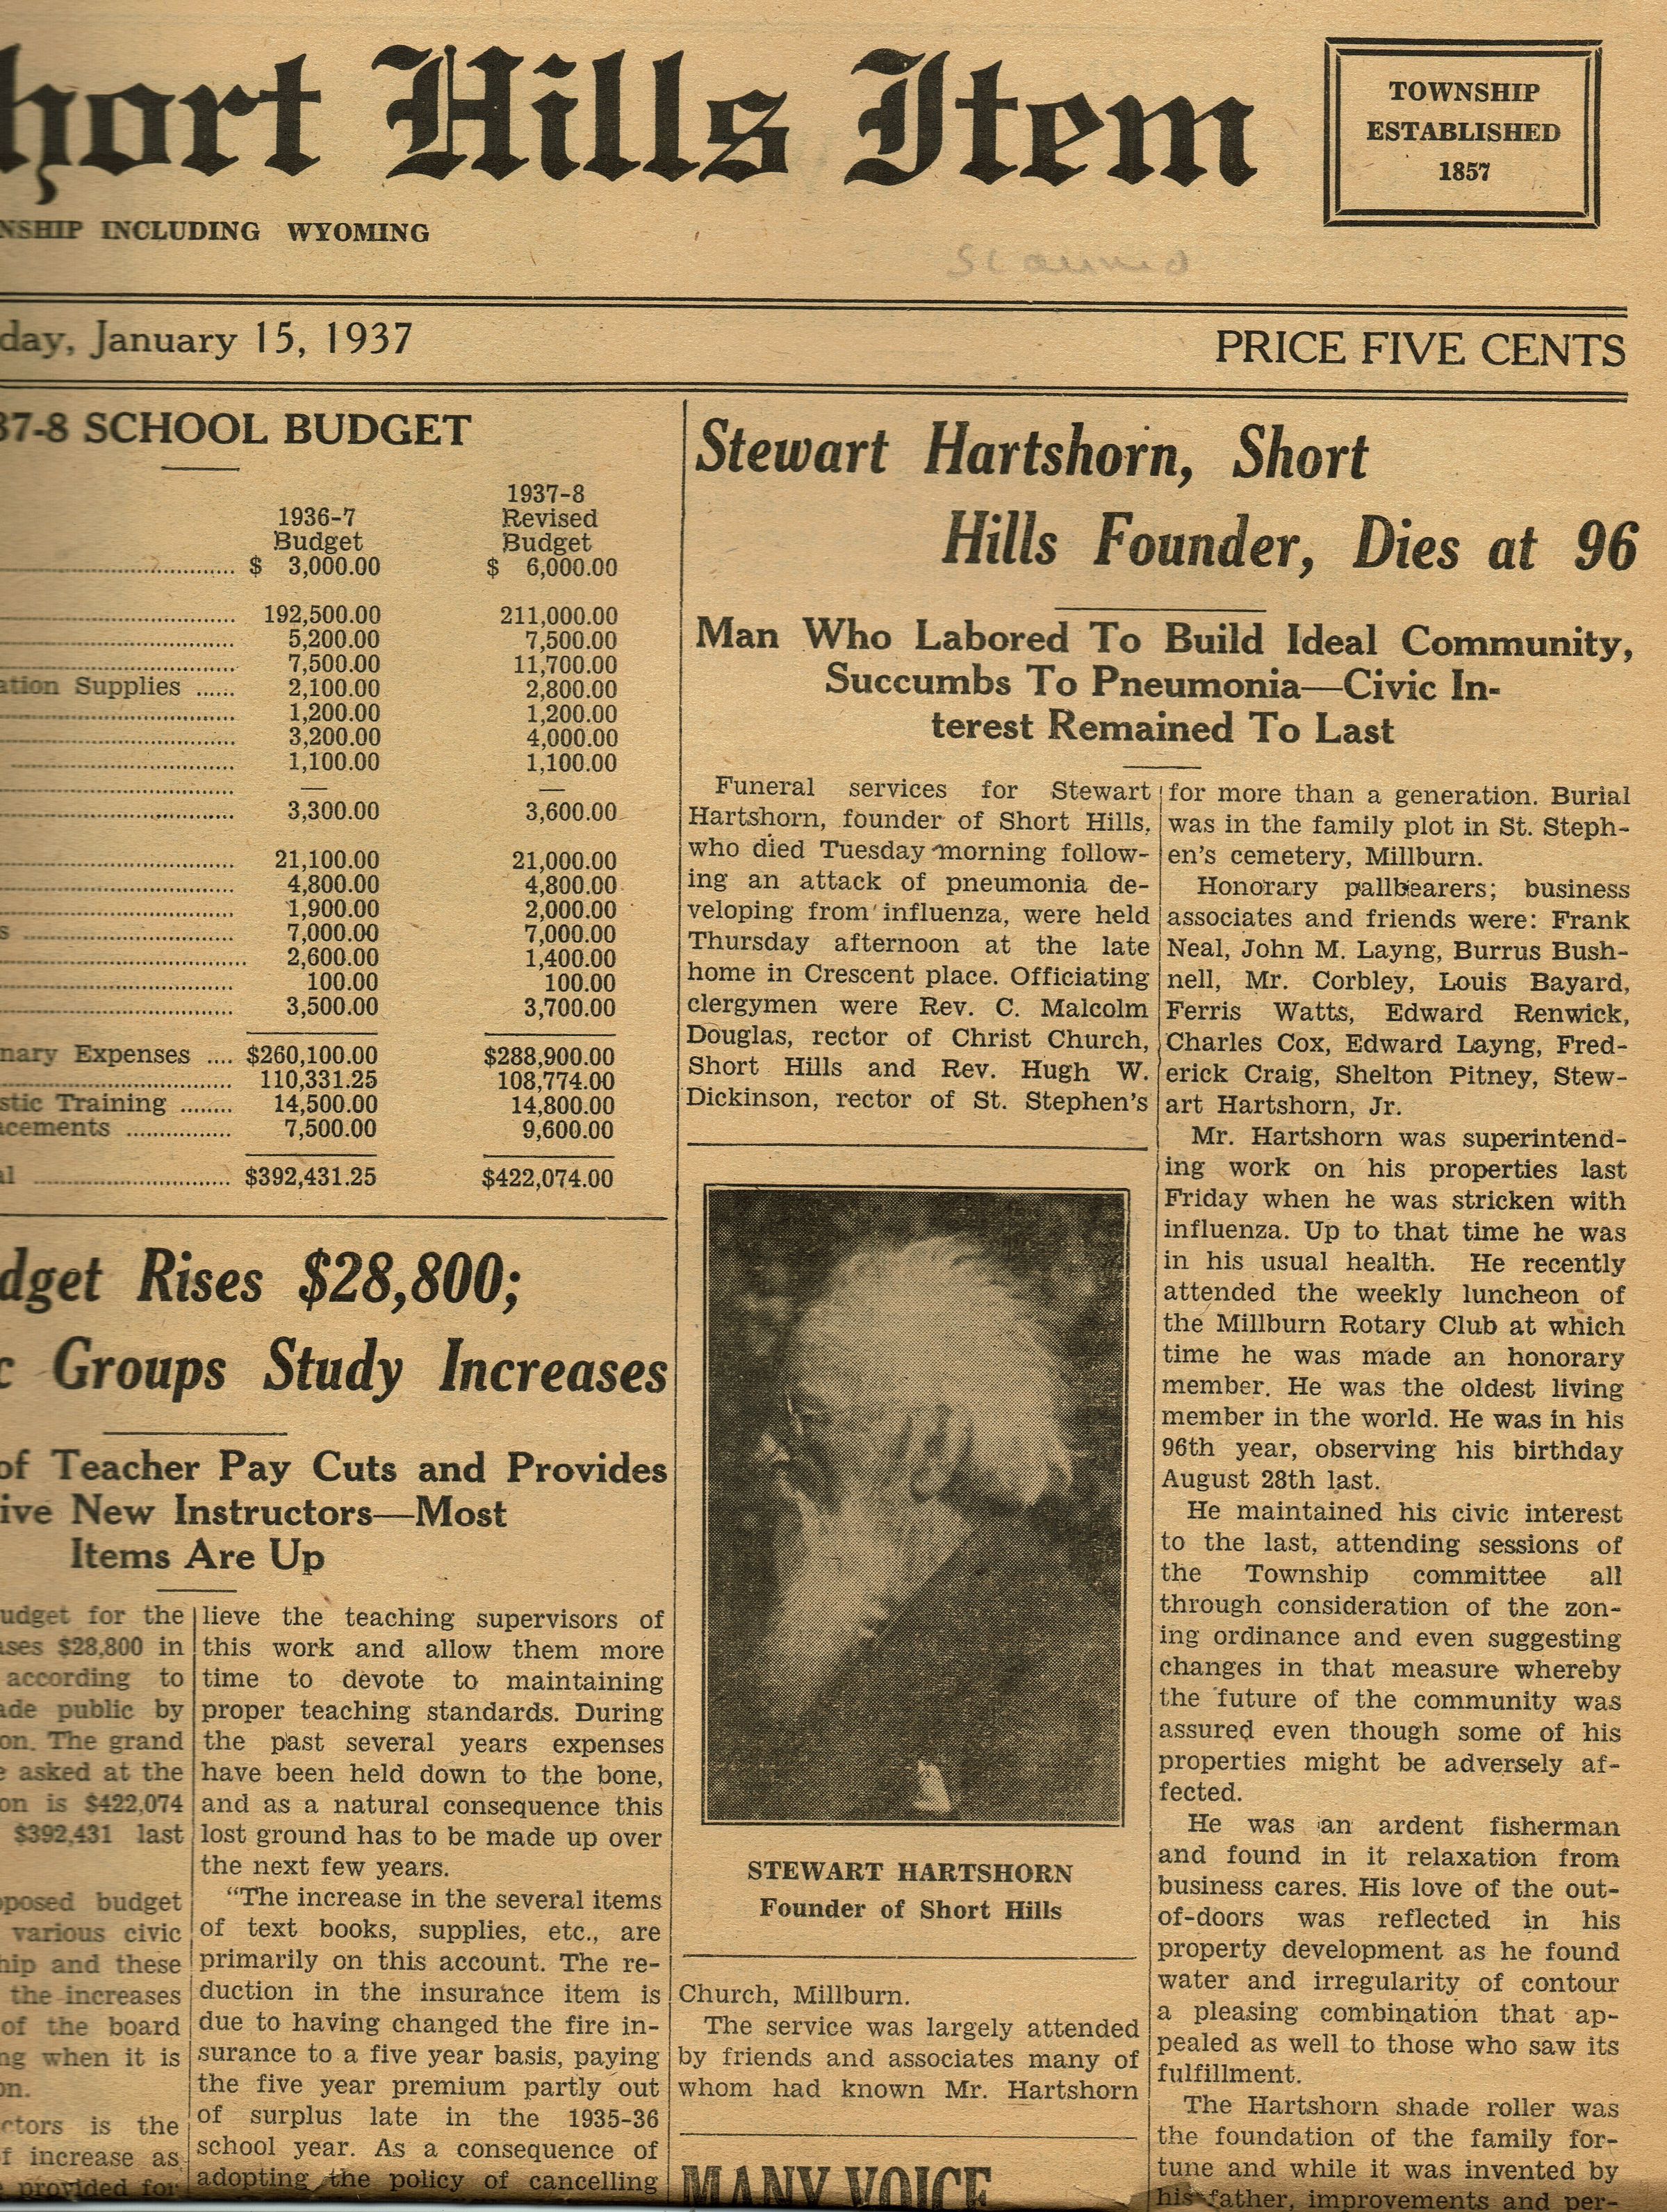 hort Hills Item
TOWNSHIP
ESTABLISHED
1857
NSHIP INCLUDING WYOMING
Scanned
day, January 15, 1937
PRICE FIVE CENTS
37-8 SCHOOL BUDGET
1937-8
1936-7 Revised
Budget Budget
$ 3,000.00 $ 6,000.00
192,500.00 211,000.00
5,200.00 7,500.00
7,500.00 11,700.00
ation Supplies ...... 2,100.00 2,800.00
1,200.00 1,200.00
3,200.00 4,000.00
1,100.00 1,100.00
— —
3,300.00 3,600.00
21,100.00 21,000.00
4,800.00 4,800.00
1,900.00 2,000.00
s 7,000.00 7,000.00
2,600.00 1,400.00
100.00 100.00
3,500.00 3,700.00
nary Expenses .... $260,100.00 $288,900.00
110,331.25 108,774.00
stic Training ........ 14,500.00 14,800.00
acements ................ 7,500.00 9,600.00
al $392,431.25 $422,074.00
dget Rises $28,800;
c Groups Study Increases
of Teacher Pay Cuts and Provides
ive New Instructors—Most
Items Are Up
udget for the
ases $28,800 in
according to
ade public by
on. The grand
e asked at the
on is $422,074
$392,431 last
posed budget
various civic
hip and these
the increases
of the board
ng when it is
on.
ctors is the
f increase as
provided for
lieve the teaching supervisors of
this work and allow them more
time to devote to maintaining
proper teaching standards. During
the past several years expenses
have been held down to the bone,
and as a natural consequence this
lost ground has to be made up over
the next few years.
"The increase in the several items
of text books, supplies, etc., are
primarily on this account. The re-
duction in the insurance item is
due to having changed the fire in-
surance to a five year basis, paying
the five year premium partly out
of surplus late in the 1935-36
school year. As a consequence of
adopting the policy of cancelling
Stewart Hartshorn, Short
Hills Founder, Dies at 96
Man Who Labored To Build Ideal Community,
Succumbs To Pneumonia—Civic In-
terest Remained To Last
Funeral services for Stewart
Hartshorn, founder of Short Hills,
who died Tuesday morning follow-
ing an attack of pneumonia de-
veloping from influenza, were held
Thursday afternoon at the late
home in Crescent place. Officiating
clergymen were Rev. C. Malcolm
Douglas, rector of Christ Church,
Short Hills and Rev. Hugh W.
Dickinson, rector of St. Stephen's
STEWART HARTSHORN
Founder of Short Hills
Church, Millburn.
The service was largely attended
by friends and associates many of
whom had known Mr. Hartshorn
MANY VOICE
for more than a generation. Burial
was in the family plot in St. Steph-
en's cemetery, Millburn.
Honorary pallbearers; business
associates and friends were: Frank
Neal, John M. Layng, Burrus Bush-
nell, Mr. Corbley, Louis Bayard,
Ferris Watts, Edward Renwick,
Charles Cox, Edward Layng, Fred-
erick Craig, Shelton Pitney, Stew-
art Hartshorn, Jr.
Mr. Hartshorn was superintend-
ing work on his properties last
Friday when he was stricken with
influenza. Up to that time he was
in his usual health. He recently
attended the weekly luncheon of
the Millburn Rotary Club at which
time he was made an honorary
member. He was the oldest living
member in the world. He was in his
96th year, observing his birthday
August 28th last.
He maintained his civic interest
to the last, attending sessions of
the Township committee all
through consideration of the zon-
ing ordinance and even suggesting
changes in that measure whereby
the future of the community was
assured even though some of his
properties might be adversely af-
fected.
He was an ardent fisherman
and found in it relaxation from
business cares. His love of the out-
of-doors was reflected in his
property development as he found
water and irregularity of contour
a pleasing combination that ap-
pealed as well to those who saw its
fulfillment.
The Hartshorn shade roller was
the foundation of the family for-
tune and while it was invented by
his father, improvements and per-